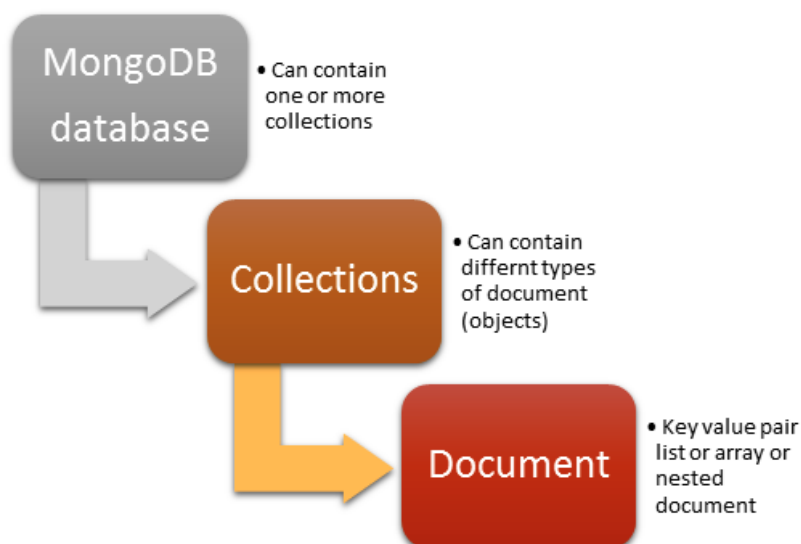 MongoDB
database
• Can contain
one or more
collections
Collections
• Can contain
differnt types
of document
(objects)
Document
• Key value pair
list or array or
nested
document